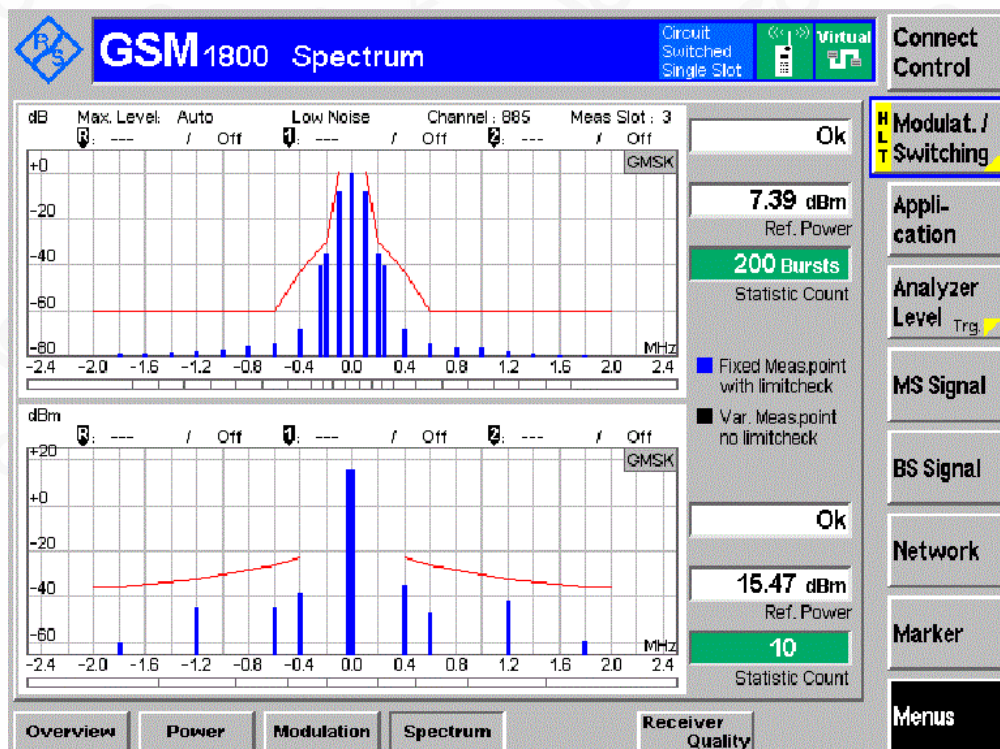 R S
GSM 1800 Spectrum
Circuit Switched Single Slot
Virtual
Connect Control
dB Max. Level: Auto Low Noise Channel : 885 Meas Slot : 3
R: --- / Off 1: --- / Off 2: --- / Off
GMSK
+0
-20
-40
-60
-80
MHz
-2.4 -2.0 -1.6 -1.2 -0.8 -0.4 0.0 0.4 0.8 1.2 1.6 2.0 2.4
Ok
7.39 dBm
Ref. Power
200 Bursts
Statistic Count
Fixed Meas.point
with limitcheck
Var. Meas.point
no limitcheck
dBm
R: --- / Off 1: --- / Off 2: --- / Off
GMSK
+20
+0
-20
-40
-60
MHz
-2.4 -2.0 -1.6 -1.2 -0.8 -0.4 0.0 0.4 0.8 1.2 1.6 2.0 2.4
Ok
15.47 dBm
Ref. Power
10
Statistic Count
HLT
Modulat. /
Switching
Appli-
cation
Analyzer
Level Trg.
MS Signal
BS Signal
Network
Marker
Menus
Overview Power Modulation Spectrum Receiver Quality